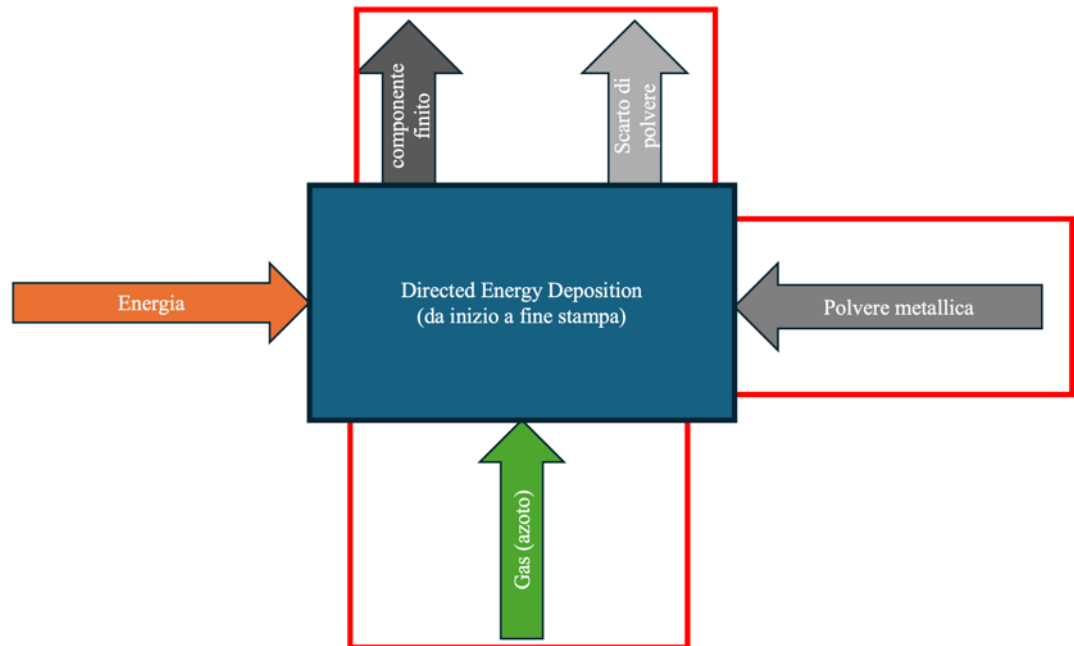 componente
finito
Scarto di
polvere
Energia
Directed Energy Deposition
(da inizio a fine stampa)
Polvere metallica
Gas (azoto)